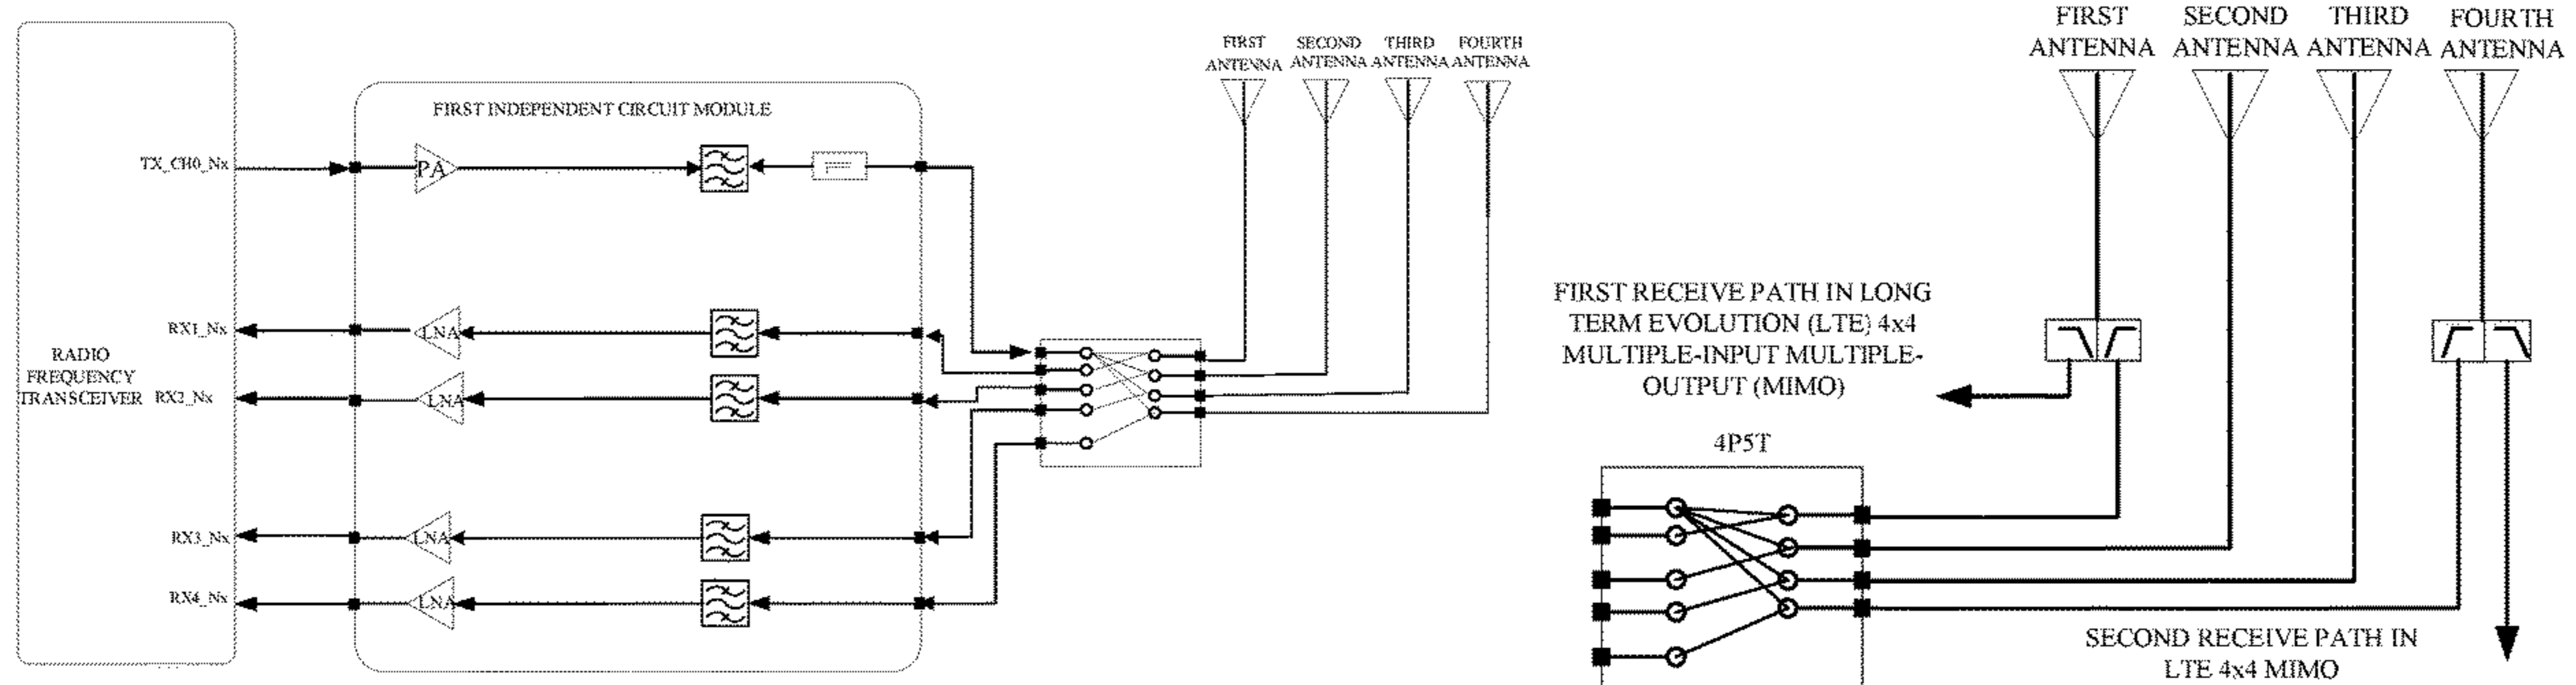 FIRST INDEPENDENT CIRCUIT MODULE
TX_CH0_Nx
PA
RX1_Nx
LNA
RADIO
FREQUENCY
TRANSCEIVER
RX2_Nx
LNA
RX3_Nx
LNA
RX4_Nx
LNA
FIRST
ANTENNA
SECOND
ANTENNA
THIRD
ANTENNA
FOURTH
ANTENNA
FIRST
ANTENNA
SECOND
ANTENNA
THIRD
ANTENNA
FOURTH
ANTENNA
FIRST RECEIVE PATH IN LONG
TERM EVOLUTION (LTE) 4x4
MULTIPLE-INPUT MULTIPLE-
OUTPUT (MIMO)
4P5T
SECOND RECEIVE PATH IN
LTE 4x4 MIMO